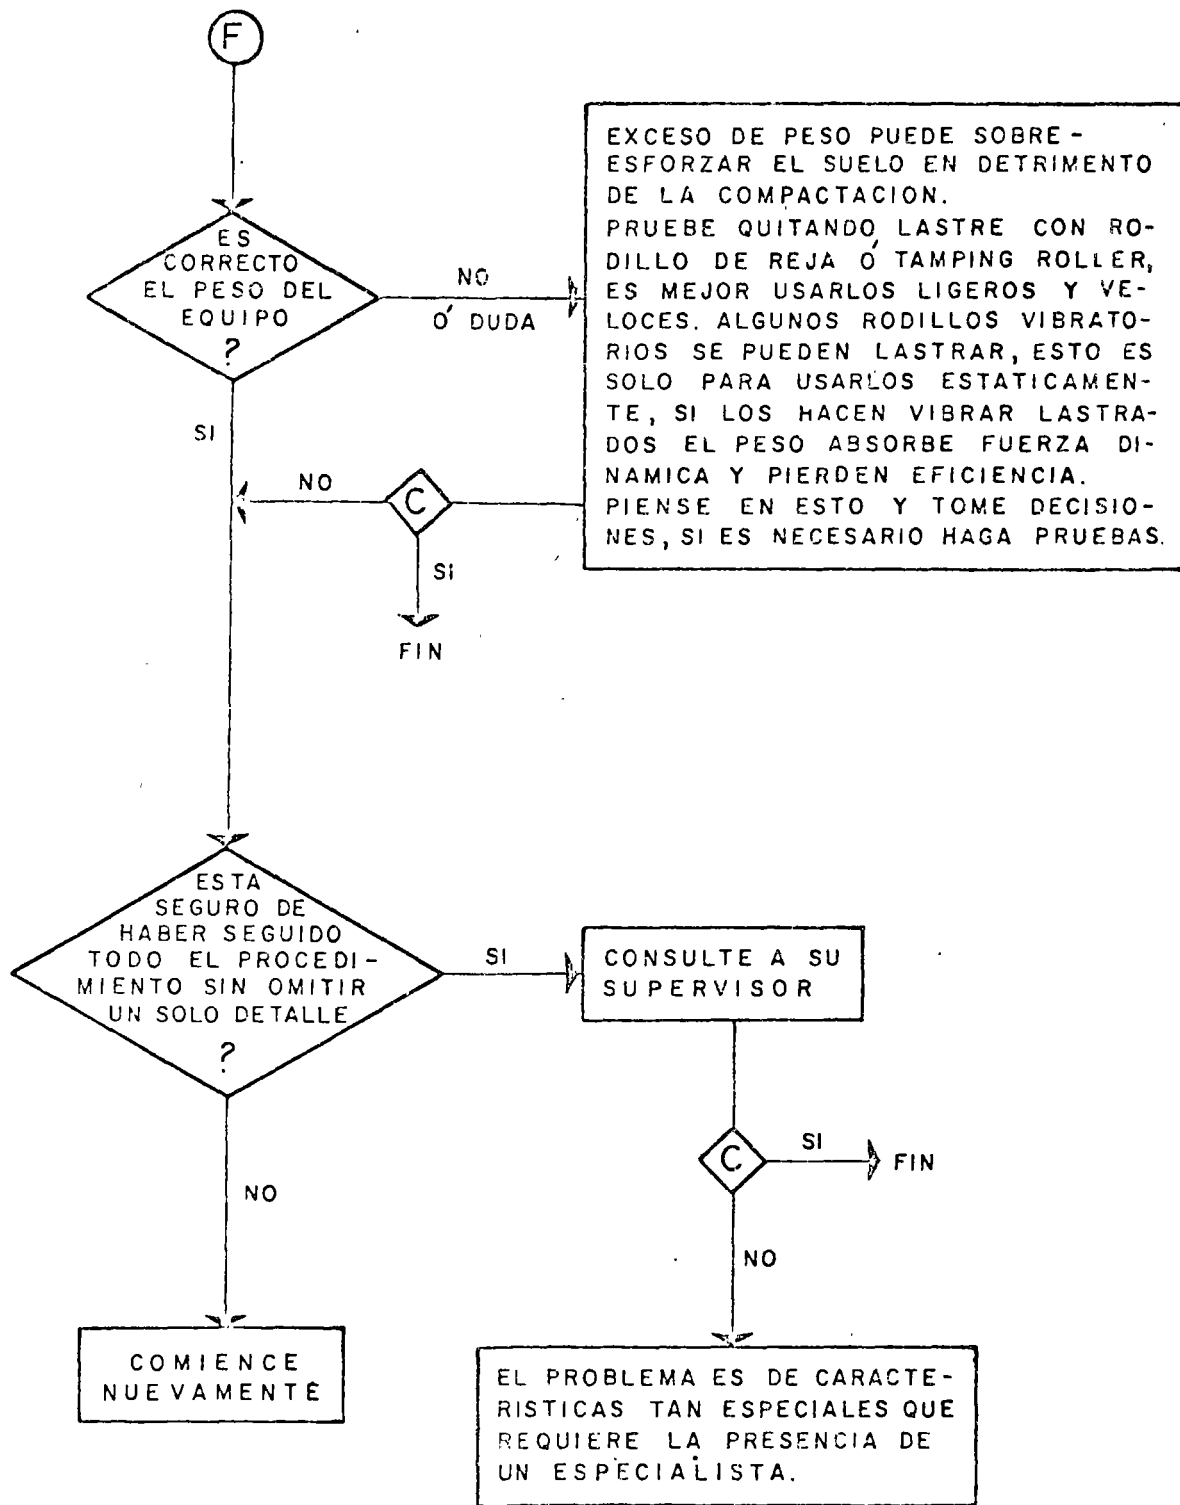 F
ES
CORRECTO
EL PESO DEL
EQUIPO
?
NO
Ó DUDA
EXCESO DE PESO PUEDE SOBRE-
ESFORZAR EL SUELO EN DETRIMENTO
DE LA COMPACTACION.
PRUEBE QUITANDO LASTRE CON RO-
DILLO DE REJA Ó TAMPING ROLLER,
ES MEJOR USARLOS LIGEROS Y VE-
LOCES. ALGUNOS RODILLOS VIBRATO-
RIOS SE PUEDEN LASTRAR, ESTO ES
SOLO PARA USARLOS ESTATICAMEN-
TE, SI LOS HACEN VIBRAR LASTRA-
DOS EL PESO ABSORBE FUERZA DI-
NAMICA Y PIERDEN EFICIENCIA.
PIENSE EN ESTO Y TOME DECISIO-
NES, SI ES NECESARIO HAGA PRUEBAS.
SI
NO
C
SI
FIN
ESTA
SEGURO DE
HABER SEGUIDO
TODO EL PROCEDI-
MIENTO SIN OMITIR
UN SOLO DETALLE
?
SI
CONSULTE A SU
SUPERVISOR
C
SI
FIN
NO
NO
COMIENCE
NUEVAMENTE
EL PROBLEMA ES DE CARACTE-
RISTICAS TAN ESPECIALES QUE
REQUIERE LA PRESENCIA DE
UN ESPECIALISTA.